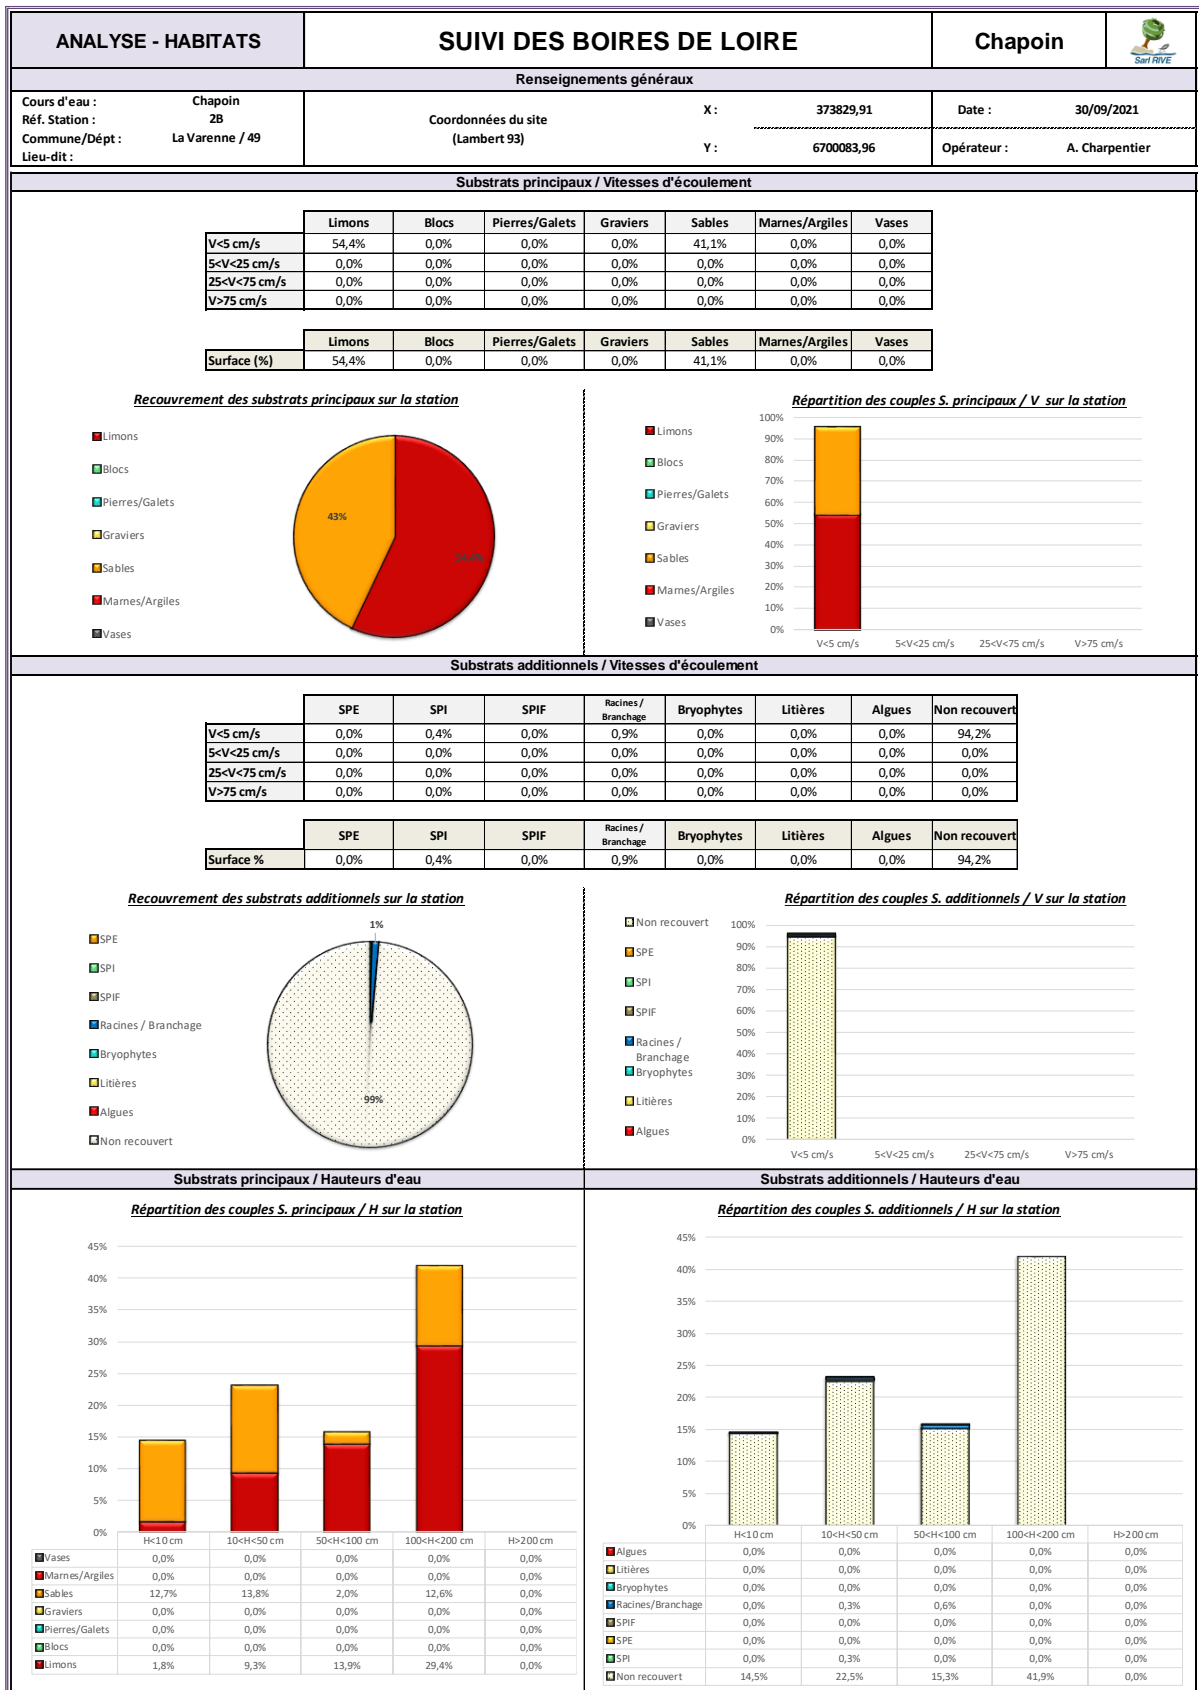 ANALYSE - HABITATS
SUIVI DES BOIRES DE LOIRE
Chapoin
Sarl RIVE
Renseignements généraux
Cours d'eau : Chapoin
Réf. Station : 2B
Commune/Dépt : La Varenne / 49
Lieu-dit :
Coordonnées du site
(Lambert 93)
X : 373829,91
Y : 6700083,96
Date : 30/09/2021
Opérateur : A. Charpentier
Substrats principaux / Vitesses d'écoulement
Limons Blocs Pierres/Galets Graviers Sables Marnes/Argiles Vases
V<5 cm/s 54,4% 0,0% 0,0% 0,0% 41,1% 0,0% 0,0%
5<V<25 cm/s 0,0% 0,0% 0,0% 0,0% 0,0% 0,0% 0,0%
25<V<75 cm/s 0,0% 0,0% 0,0% 0,0% 0,0% 0,0% 0,0%
V>75 cm/s 0,0% 0,0% 0,0% 0,0% 0,0% 0,0% 0,0%
Limons Blocs Pierres/Galets Graviers Sables Marnes/Argiles Vases
Surface (%) 54,4% 0,0% 0,0% 0,0% 41,1% 0,0% 0,0%
Recouvrement des substrats principaux sur la station
Limons
Blocs
Pierres/Galets
Graviers
Sables
Marnes/Argiles
Vases
43%
54,4%
Répartition des couples S. principaux / V sur la station
Limons
Blocs
Pierres/Galets
Graviers
Sables
Marnes/Argiles
Vases
100%
90%
80%
70%
60%
50%
40%
30%
20%
10%
0%
V<5 cm/s 5<V<25 cm/s 25<V<75 cm/s V>75 cm/s
Substrats additionnels / Vitesses d'écoulement
SPE SPI SPIF Racines / Branchage Bryophytes Litières Algues Non recouvert
V<5 cm/s 0,0% 0,4% 0,0% 0,9% 0,0% 0,0% 0,0% 94,2%
5<V<25 cm/s 0,0% 0,0% 0,0% 0,0% 0,0% 0,0% 0,0% 0,0%
25<V<75 cm/s 0,0% 0,0% 0,0% 0,0% 0,0% 0,0% 0,0% 0,0%
V>75 cm/s 0,0% 0,0% 0,0% 0,0% 0,0% 0,0% 0,0% 0,0%
SPE SPI SPIF Racines / Branchage Bryophytes Litières Algues Non recouvert
Surface % 0,0% 0,4% 0,0% 0,9% 0,0% 0,0% 0,0% 94,2%
Recouvrement des substrats additionnels sur la station
SPE
SPI
SPIF
Racines / Branchage
Bryophytes
Litières
Algues
Non recouvert
1%
99%
Répartition des couples S. additionnels / V sur la station
Non recouvert
SPE
SPI
SPIF
Racines /
Branchage
Bryophytes
Litières
Algues
100%
90%
80%
70%
60%
50%
40%
30%
20%
10%
0%
V<5 cm/s 5<V<25 cm/s 25<V<75 cm/s V>75 cm/s
Substrats principaux / Hauteurs d'eau
Répartition des couples S. principaux / H sur la station
45%
40%
35%
30%
25%
20%
15%
10%
5%
0%
H<10 cm 10<H<50 cm 50<H<100 cm 100<H<200 cm H>200 cm
Vases 0,0% 0,0% 0,0% 0,0% 0,0%
Marnes/Argiles 0,0% 0,0% 0,0% 0,0% 0,0%
Sables 12,7% 13,8% 2,0% 12,6% 0,0%
Graviers 0,0% 0,0% 0,0% 0,0% 0,0%
Pierres/Galets 0,0% 0,0% 0,0% 0,0% 0,0%
Blocs 0,0% 0,0% 0,0% 0,0% 0,0%
Limons 1,8% 9,3% 13,9% 29,4% 0,0%
Substrats additionnels / Hauteurs d'eau
Répartition des couples S. additionnels / H sur la station
45%
40%
35%
30%
25%
20%
15%
10%
5%
0%
H<10 cm 10<H<50 cm 50<H<100 cm 100<H<200 cm H>200 cm
Algues 0,0% 0,0% 0,0% 0,0% 0,0%
Litières 0,0% 0,0% 0,0% 0,0% 0,0%
Bryophytes 0,0% 0,0% 0,0% 0,0% 0,0%
Racines/Branchage 0,0% 0,3% 0,6% 0,0% 0,0%
SPIF 0,0% 0,0% 0,0% 0,0% 0,0%
SPE 0,0% 0,0% 0,0% 0,0% 0,0%
SPI 0,0% 0,3% 0,0% 0,0% 0,0%
Non recouvert 14,5% 22,5% 15,3% 41,9% 0,0%